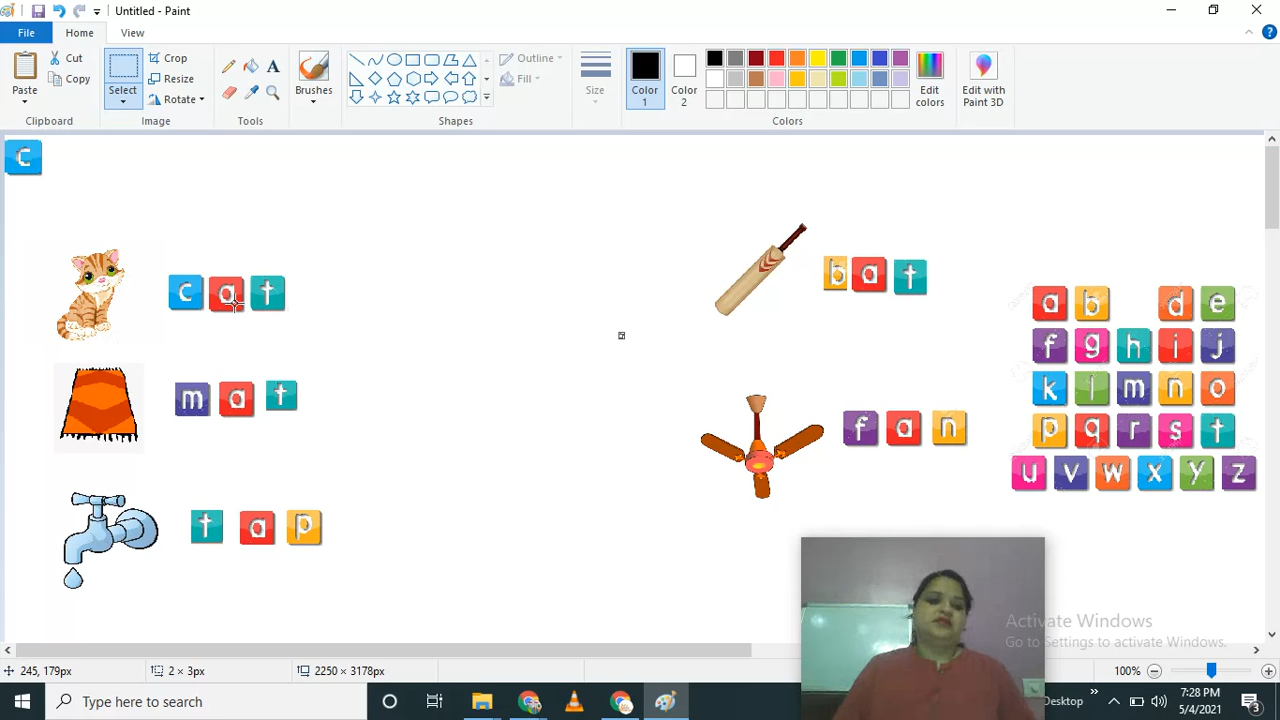 Untitled - Paint
File Home View
Paste
Cut
Copy
Clipboard
Select
Crop
Resize
Rotate
Image
Tools
Brushes
Shapes
Outline
Fill
Size
Color 1
Color 2
Edit colors
Edit with Paint 3D
Colors
c
c a t
m a t
t a p
b a t
f a n
a b d e
f g h i j
k l m n o
p q r s t
u v w x y z
Activate Windows
Go to Settings to activate Windows.
245, 179px
2 × 3px
2250 × 3178px
100%
Type here to search
Desktop
7:28 PM
5/4/2021
3